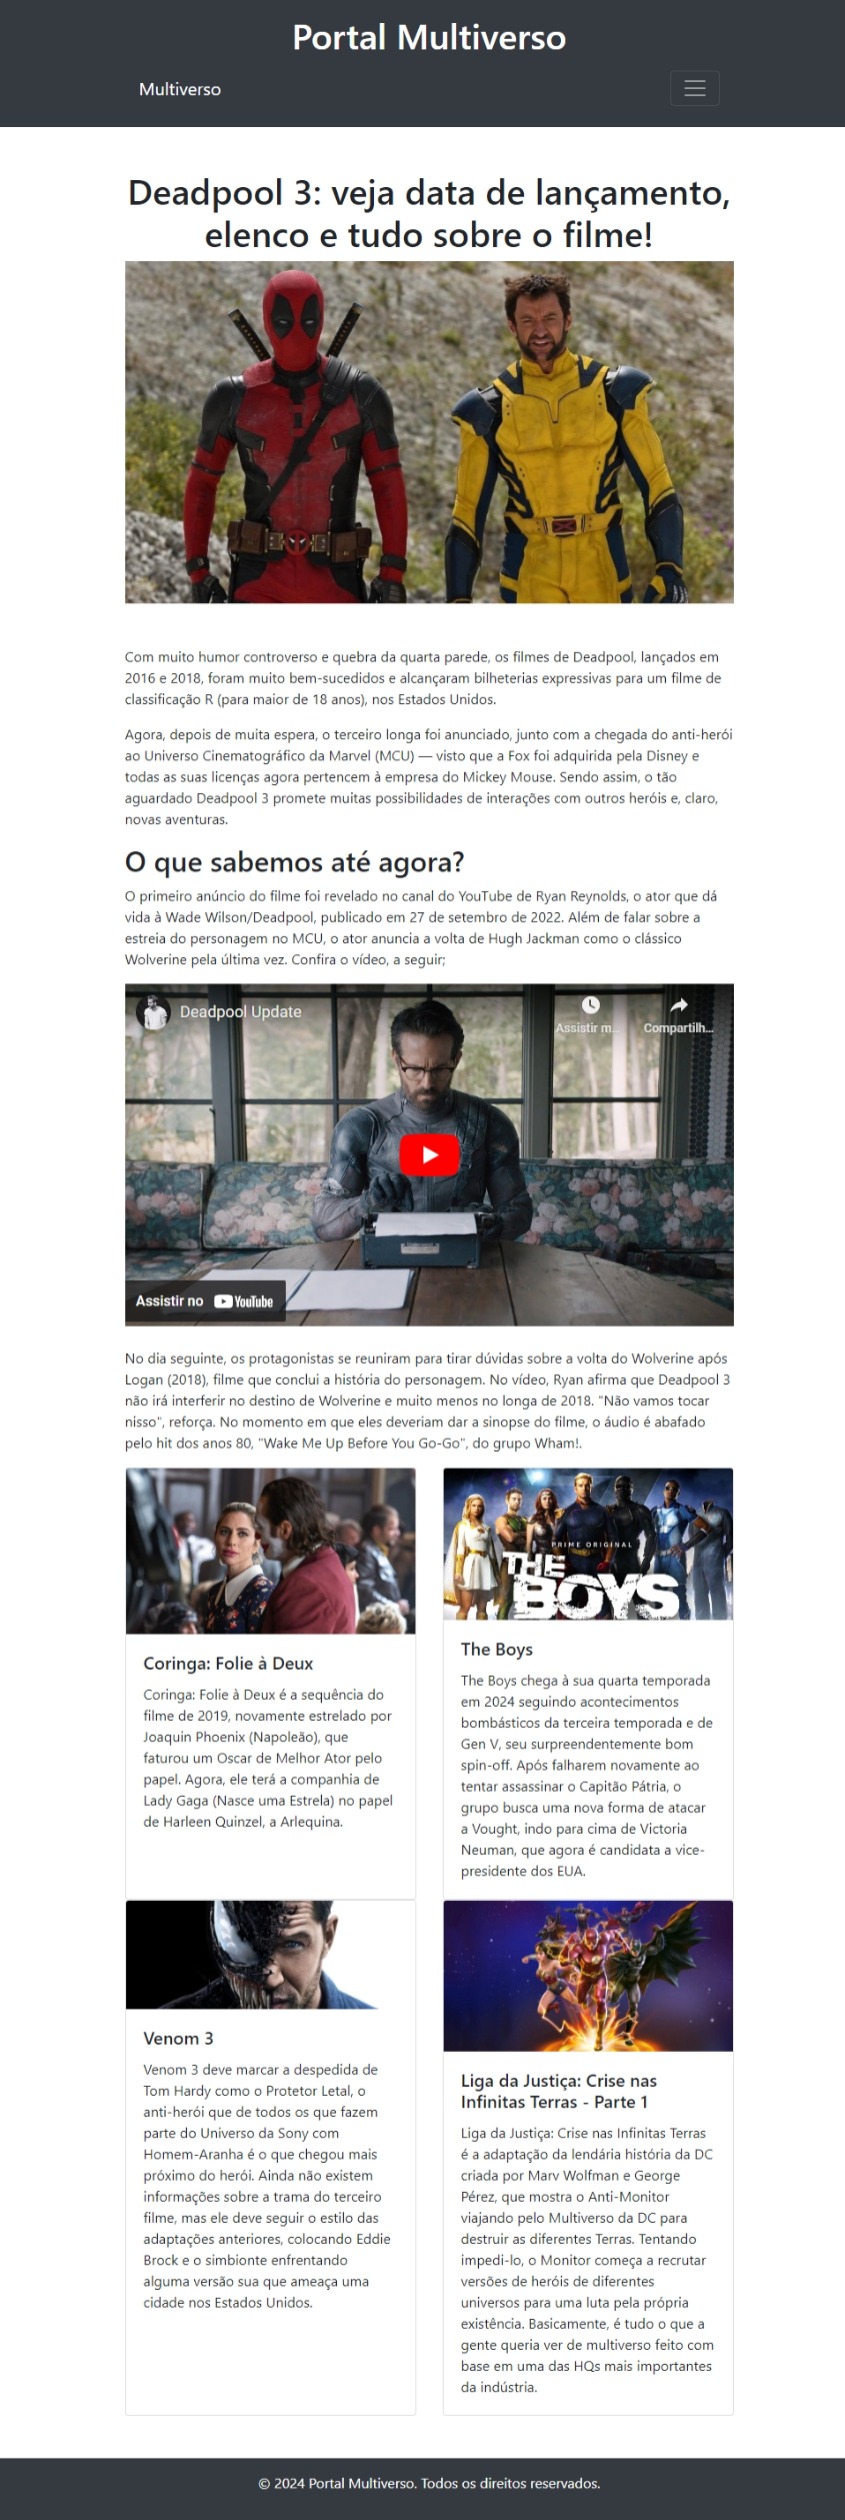 Portal Multiverso
Multiverso
Deadpool 3: veja data de lançamento,
elenco e tudo sobre o filme!
Com muito humor controverso e quebra da quarta parede, os filmes de Deadpool, lançados em
2016 e 2018, foram muito bem-sucedidos e alcançaram bilheterias expressivas para um filme de
classificação R (para maior de 18 anos), nos Estados Unidos.
Agora, depois de muita espera, o terceiro longa foi anunciado, junto com a chegada do anti-herói
ao Universo Cinematográfico da Marvel (MCU) — visto que a Fox foi adquirida pela Disney e
todas as suas licenças agora pertencem à empresa do Mickey Mouse. Sendo assim, o tão
aguardado Deadpool 3 promete muitas possibilidades de interações com outros heróis e, claro,
novas aventuras.
O que sabemos até agora?
O primeiro anúncio do filme foi revelado no canal do YouTube de Ryan Reynolds, o ator que dá
vida à Wade Wilson/Deadpool, publicado em 27 de setembro de 2022. Além de falar sobre a
estreia do personagem no MCU, o ator anuncia a volta de Hugh Jackman como o clássico
Wolverine pela última vez. Confira o vídeo, a seguir;
Deadpool Update
Assistir m...
Compartilh...
Assistir no YouTube
No dia seguinte, os protagonistas se reuniram para tirar dúvidas sobre a volta do Wolverine após
Logan (2018), filme que conclui a história do personagem. No vídeo, Ryan afirma que Deadpool 3
não irá interferir no destino de Wolverine e muito menos no longa de 2018. "Não vamos tocar
nisso", reforça. No momento em que eles deveriam dar a sinopse do filme, o áudio é abafado
pelo hit dos anos 80, "Wake Me Up Before You Go-Go", do grupo Wham!.
Coringa: Folie à Deux
Coringa: Folie à Deux é a sequência do
filme de 2019, novamente estrelado por
Joaquin Phoenix (Napoleão), que
faturou um Oscar de Melhor Ator pelo
papel. Agora, ele terá a companhia de
Lady Gaga (Nasce uma Estrela) no papel
de Harleen Quinzel, a Arlequina.
PRIME ORIGINAL
THE
BOYS
The Boys
The Boys chega à sua quarta temporada
em 2024 seguindo acontecimentos
bombásticos da terceira temporada e de
Gen V, seu surpreendentemente bom
spin-off. Após falharem novamente ao
tentar assassinar o Capitão Pátria, o
grupo busca uma nova forma de atacar
a Vought, indo para cima de Victoria
Neuman, que agora é candidata a vice-
presidente dos EUA.
Venom 3
Venom 3 deve marcar a despedida de
Tom Hardy como o Protetor Letal, o
anti-herói que de todos os que fazem
parte do Universo da Sony com
Homem-Aranha é o que chegou mais
próximo do herói. Ainda não existem
informações sobre a trama do terceiro
filme, mas ele deve seguir o estilo das
adaptações anteriores, colocando Eddie
Brock e o simbionte enfrentando
alguma versão sua que ameaça uma
cidade nos Estados Unidos.
Liga da Justiça: Crise nas
Infinitas Terras - Parte 1
Liga da Justiça: Crise nas Infinitas Terras
é a adaptação da lendária história da DC
criada por Marv Wolfman e George
Pérez, que mostra o Anti-Monitor
viajando pelo Multiverso da DC para
destruir as diferentes Terras. Tentando
impedi-lo, o Monitor começa a recrutar
versões de heróis de diferentes
universos para uma luta pela própria
existência. Basicamente, é tudo o que a
gente queria ver de multiverso feito com
base em uma das HQs mais importantes
da indústria.
© 2024 Portal Multiverso. Todos os direitos reservados.